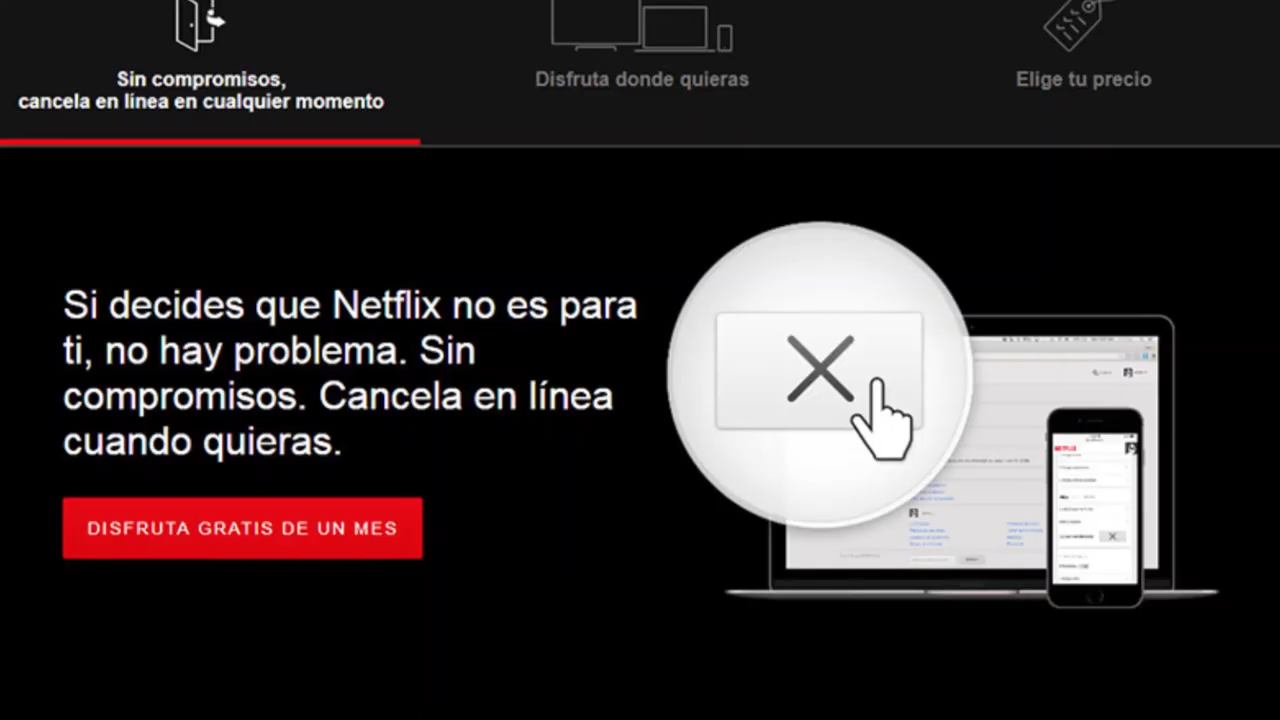 Sin compromisos,
cancela en línea en cualquier momento
Disfruta donde quieras
Elige tu precio
Si decides que Netflix no es para
ti, no hay problema. Sin
compromisos. Cancela en línea
cuando quieras.
DISFRUTA GRATIS DE UN MES
NETFLIX